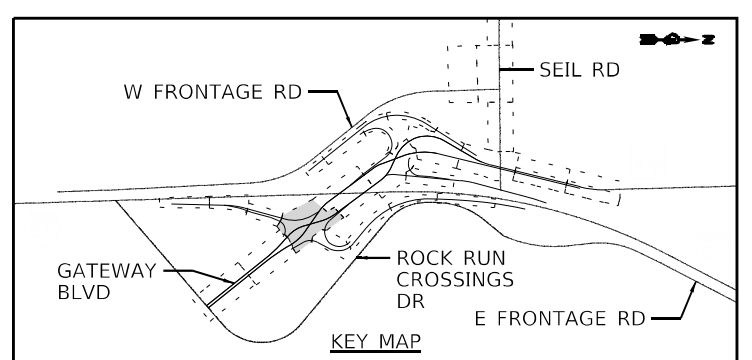 W FRONTAGE RD
SEIL RD
N
GATEWAY
BLVD
ROCK RUN
CROSSINGS
DR
E FRONTAGE RD
KEY MAP